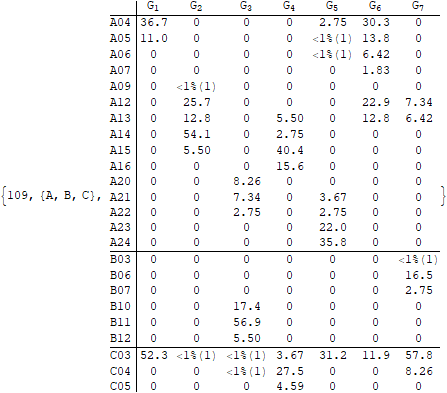 G1 G2 G3 G4 G5 G6 G7
A04 36.7 0 0 0 2.75 30.3 0
A05 11.0 0 0 0 <1%(1) 13.8 0
A06 0 0 0 0 <1%(1) 6.42 0
A07 0 0 0 0 0 1.83 0
A09 0 <1%(1) 0 0 0 0 0
A12 0 25.7 0 0 0 22.9 7.34
A13 0 12.8 0 5.50 0 12.8 6.42
A14 0 54.1 0 2.75 0 0 0
A15 0 5.50 0 40.4 0 0 0
A16 0 0 0 15.6 0 0 0
A20 0 0 8.26 0 0 0 0
{109, {A, B, C}, A21 0 0 7.34 0 3.67 0 0 }
A22 0 0 2.75 0 2.75 0 0
A23 0 0 0 0 22.0 0 0
A24 0 0 0 0 35.8 0 0
B03 0 0 0 0 0 0 <1%(1)
B06 0 0 0 0 0 0 16.5
B07 0 0 0 0 0 0 2.75
B10 0 0 17.4 0 0 0 0
B11 0 0 56.9 0 0 0 0
B12 0 0 5.50 0 0 0 0
C03 52.3 <1%(1) <1%(1) 3.67 31.2 11.9 57.8
C04 0 0 <1%(1) 27.5 0 0 8.26
C05 0 0 0 4.59 0 0 0